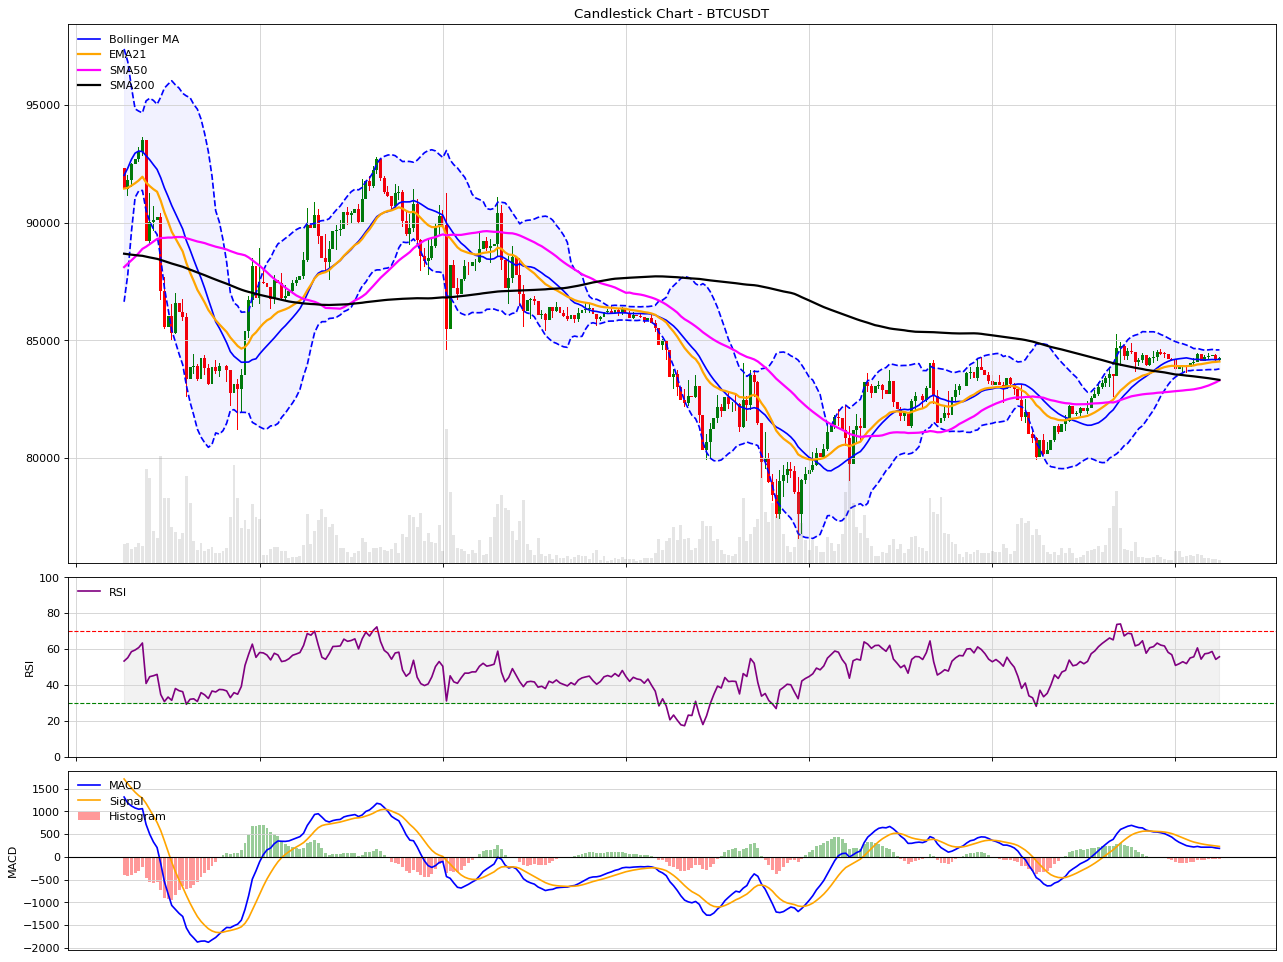 Candlestick Chart - BTCUSDT
Bollinger MA
EMA21
SMA50
SMA200
95000
90000
85000
80000
RSI
100
80
60
40
20
0
RSI
MACD
Signal
Histogram
1500
1000
500
0
−500
−1000
−1500
−2000
MACD